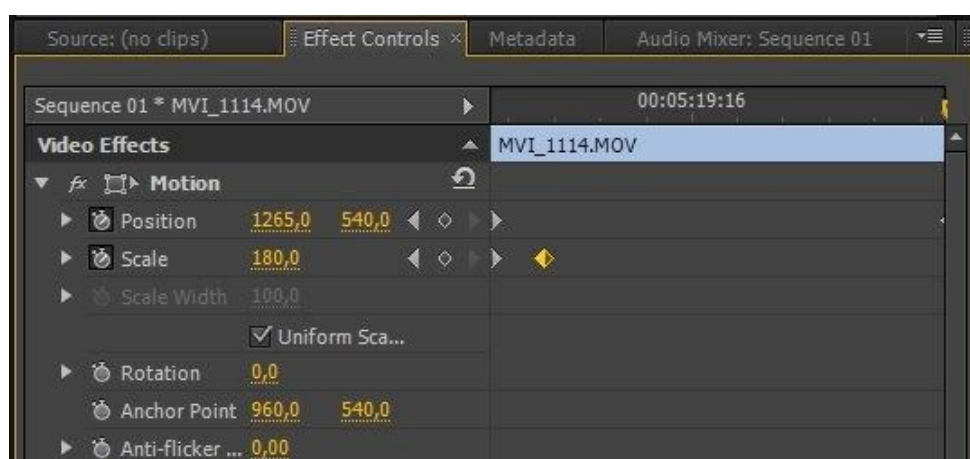 Source: (no clips) Effect Controls × Metadata Audio Mixer: Sequence 01
Sequence 01 * MVI_1114.MOV 00:05:19:16
Video Effects MVI_1114.MOV
fx Motion
Position 1265,0 540,0
Scale 180,0
Scale Width 100,0
Uniform Sca...
Rotation 0,0
Anchor Point 960,0 540,0
Anti-flicker ... 0,00